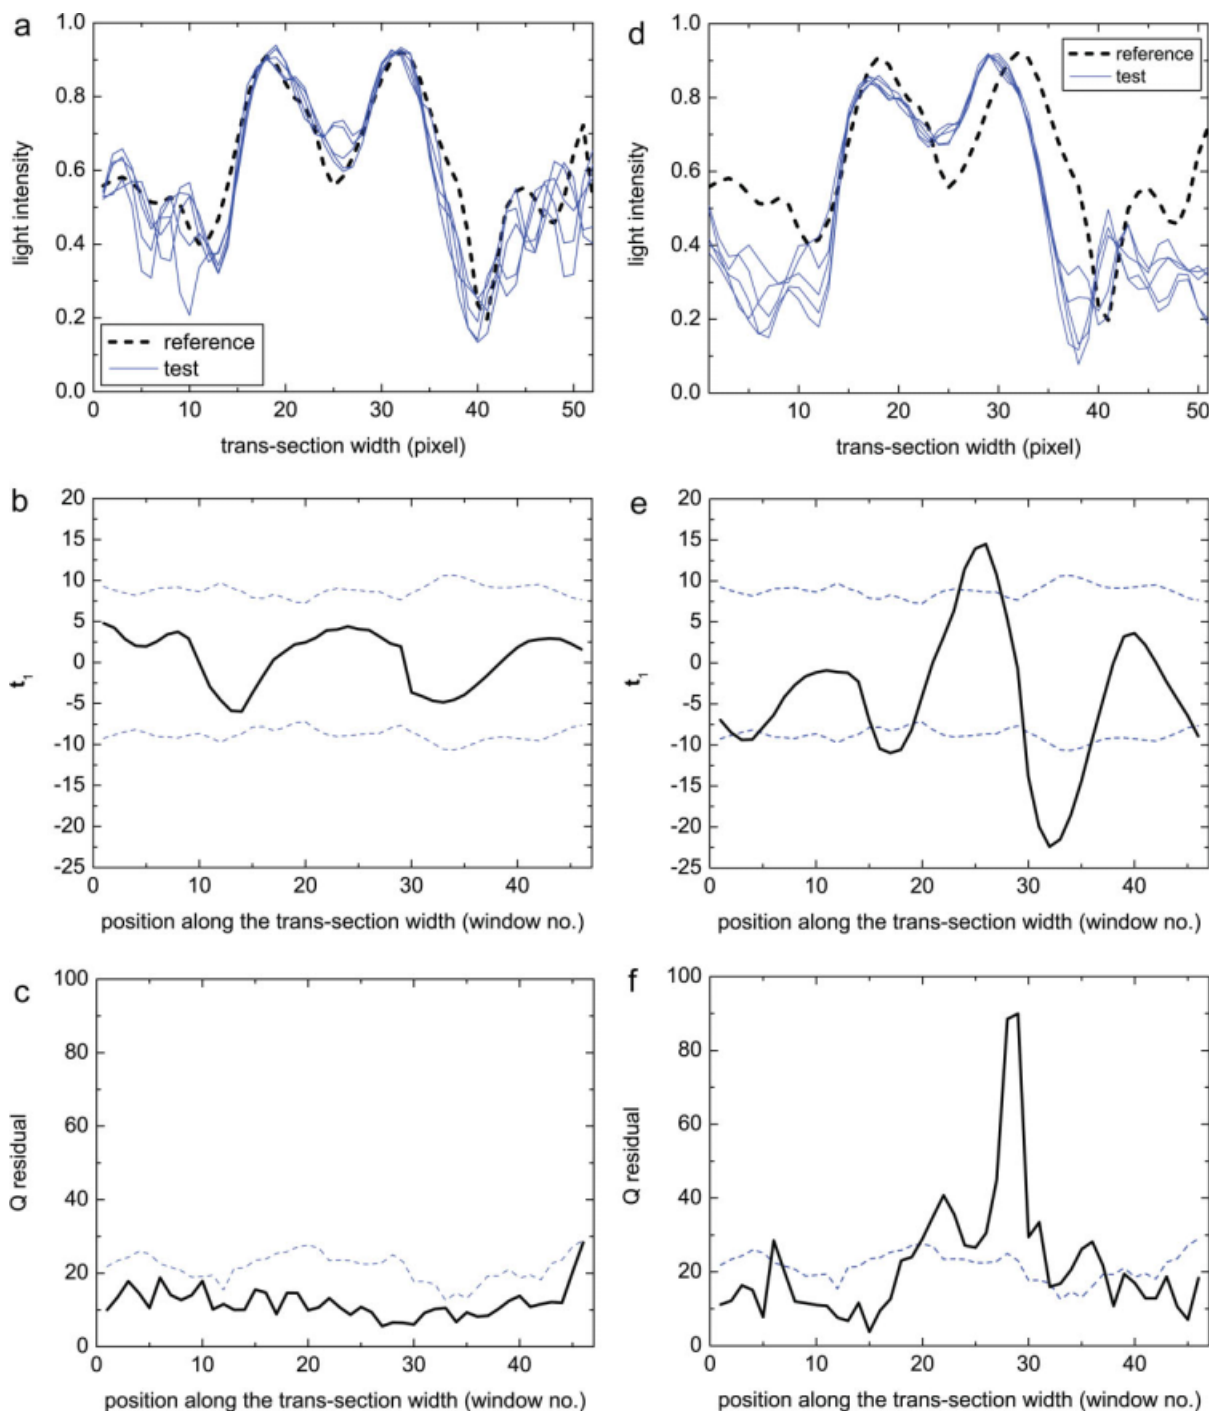 a
1.0
0.8
0.6
0.4
0.2
0.0
light intensity
reference
test
0 10 20 30 40 50
trans-section width (pixel)
d
1.0
0.8
0.6
0.4
0.2
0.0
light intensity
reference
test
10 20 30 40 50
trans-section width (pixel)
b
20
15
10
5
0
-5
-10
-15
-20
-25
t1
0 10 20 30 40
position along the trans-section width (window no.)
e
20
15
10
5
0
-5
-10
-15
-20
-25
t1
0 10 20 30 40
position along the trans-section width (window no.)
c
100
80
60
40
20
0
Q residual
0 10 20 30 40
position along the trans-section width (window no.)
f
100
80
60
40
20
0
Q residual
0 10 20 30 40
position along the trans-section width (window no.)